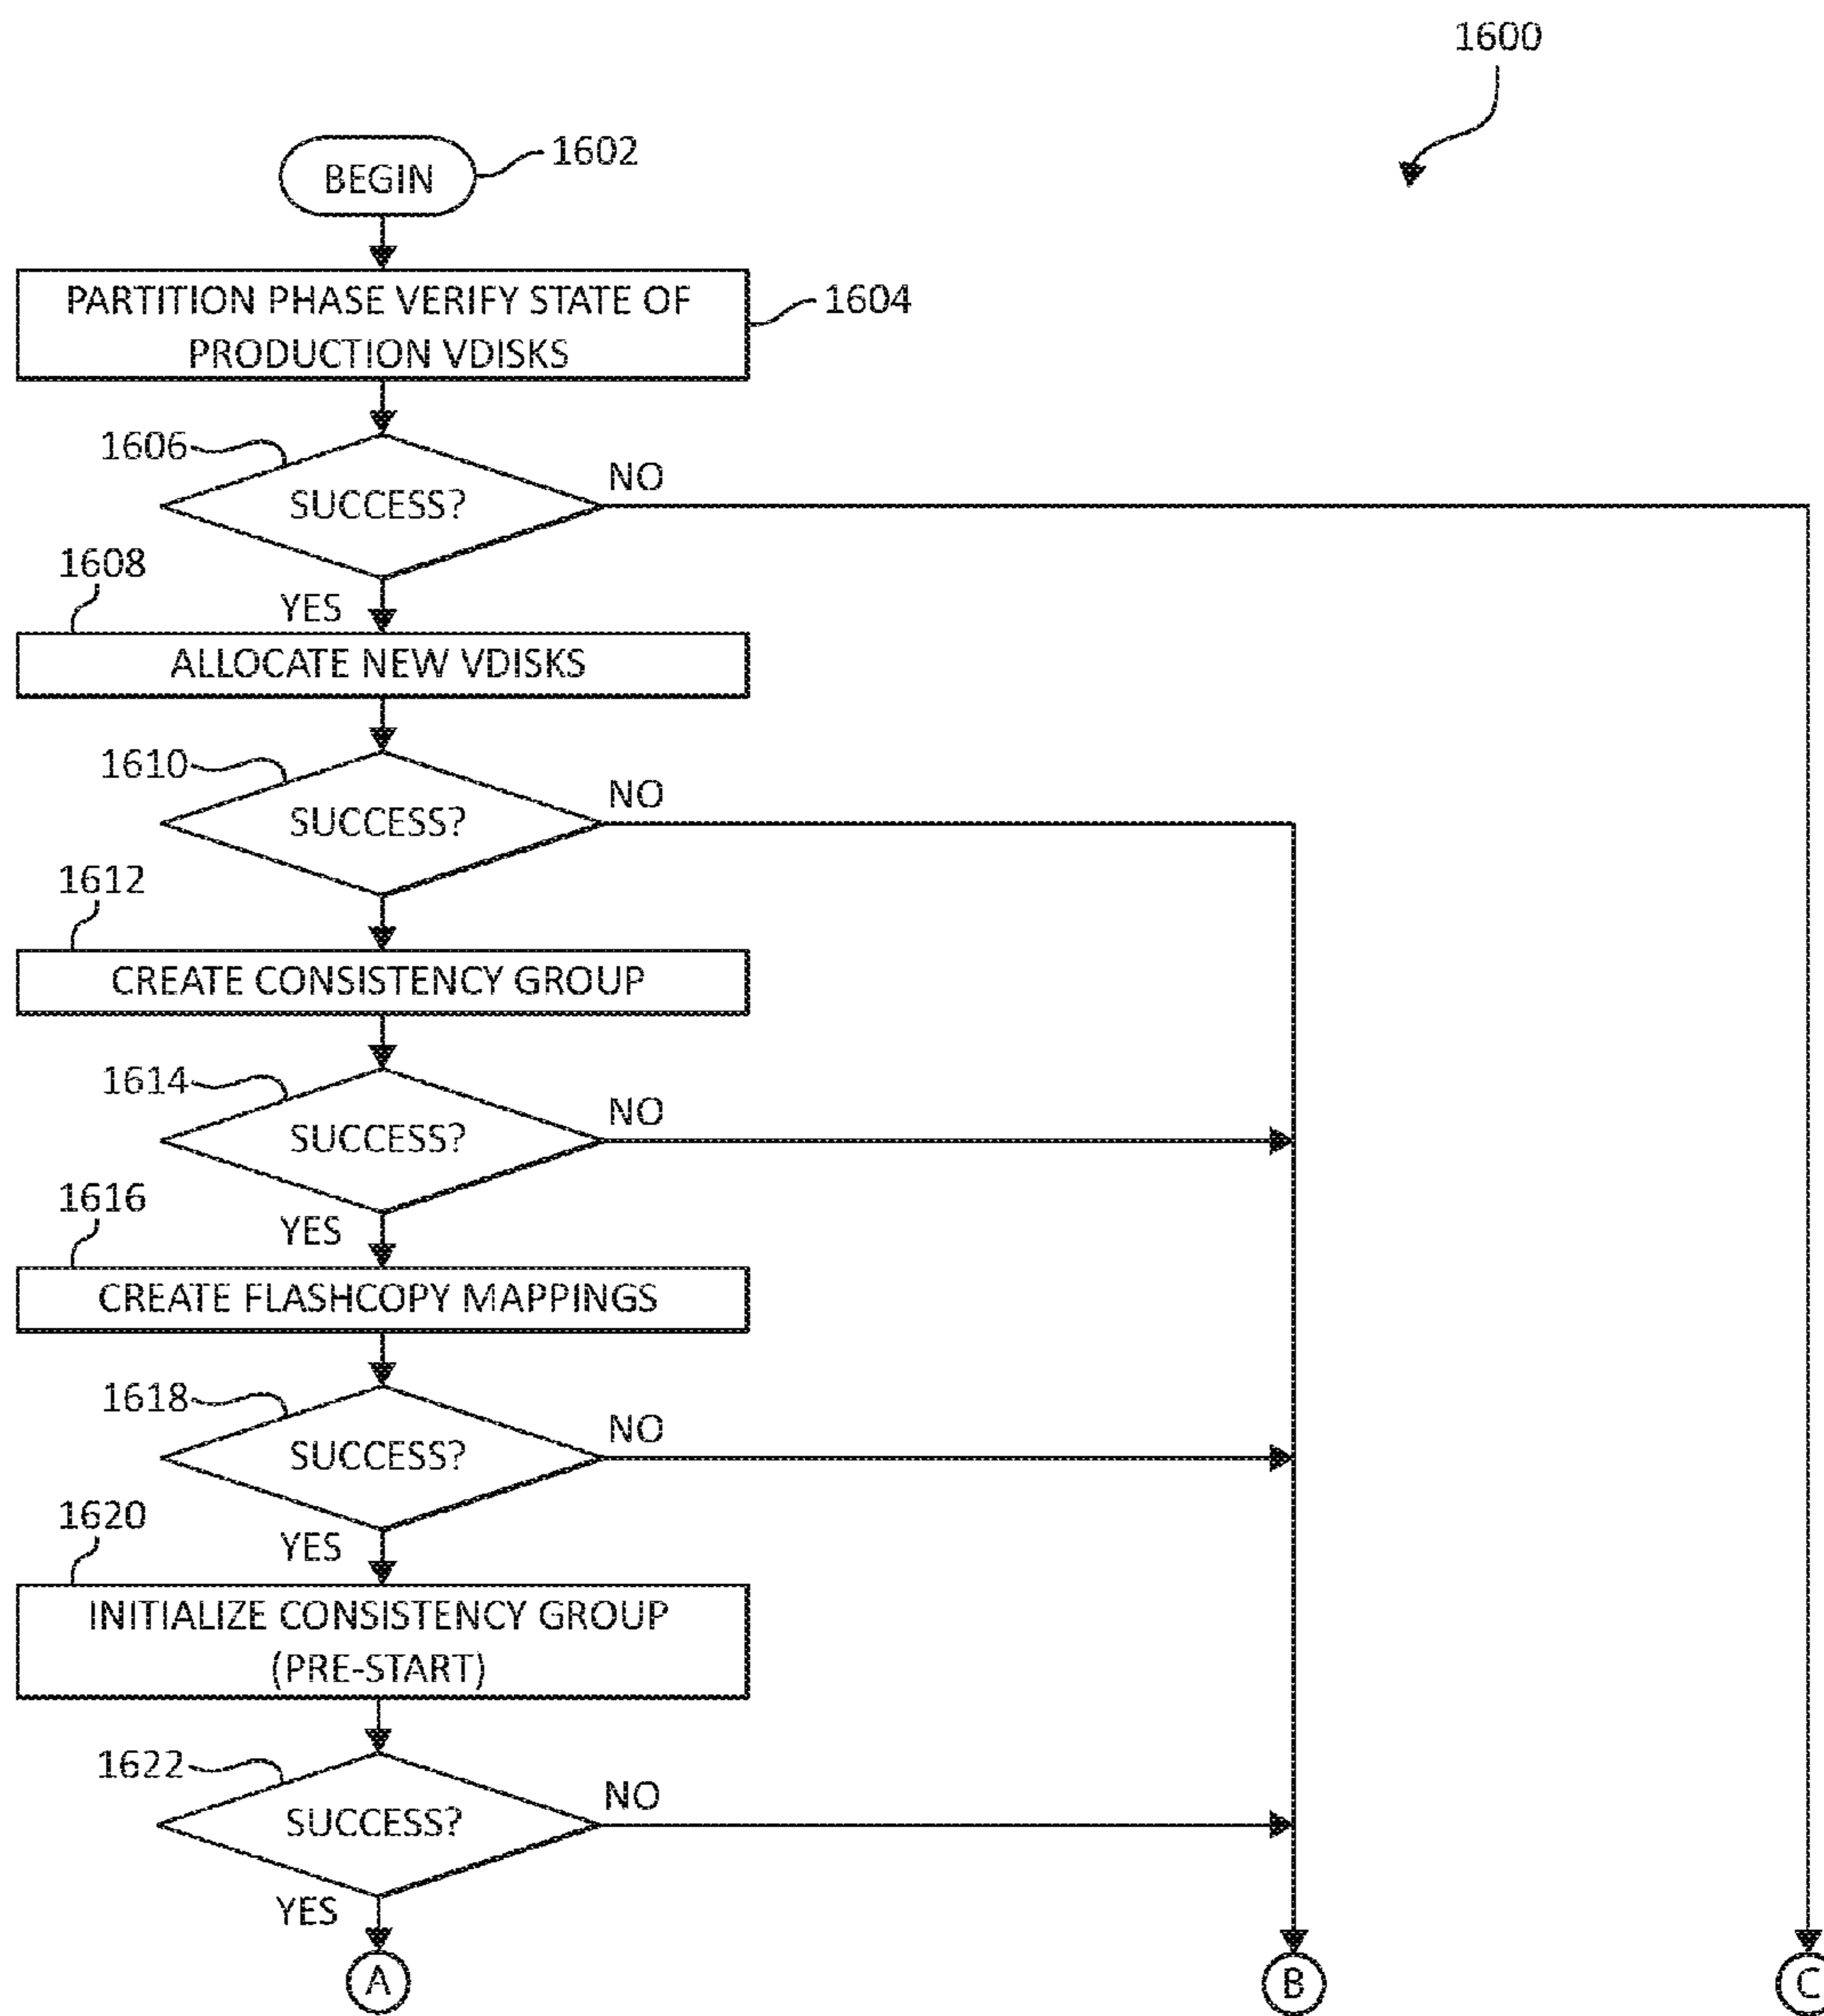 1600
BEGIN
1602
PARTITION PHASE VERIFY STATE OF
PRODUCTION VDISKS
1604
1606
SUCCESS?
NO
YES
1608
ALLOCATE NEW VDISKS
1610
SUCCESS?
NO
1612
CREATE CONSISTENCY GROUP
1614
SUCCESS?
NO
YES
1616
CREATE FLASHCOPY MAPPINGS
1618
SUCCESS?
NO
YES
1620
INITIALIZE CONSISTENCY GROUP
(PRE-START)
1622
SUCCESS?
NO
YES
A
B
C